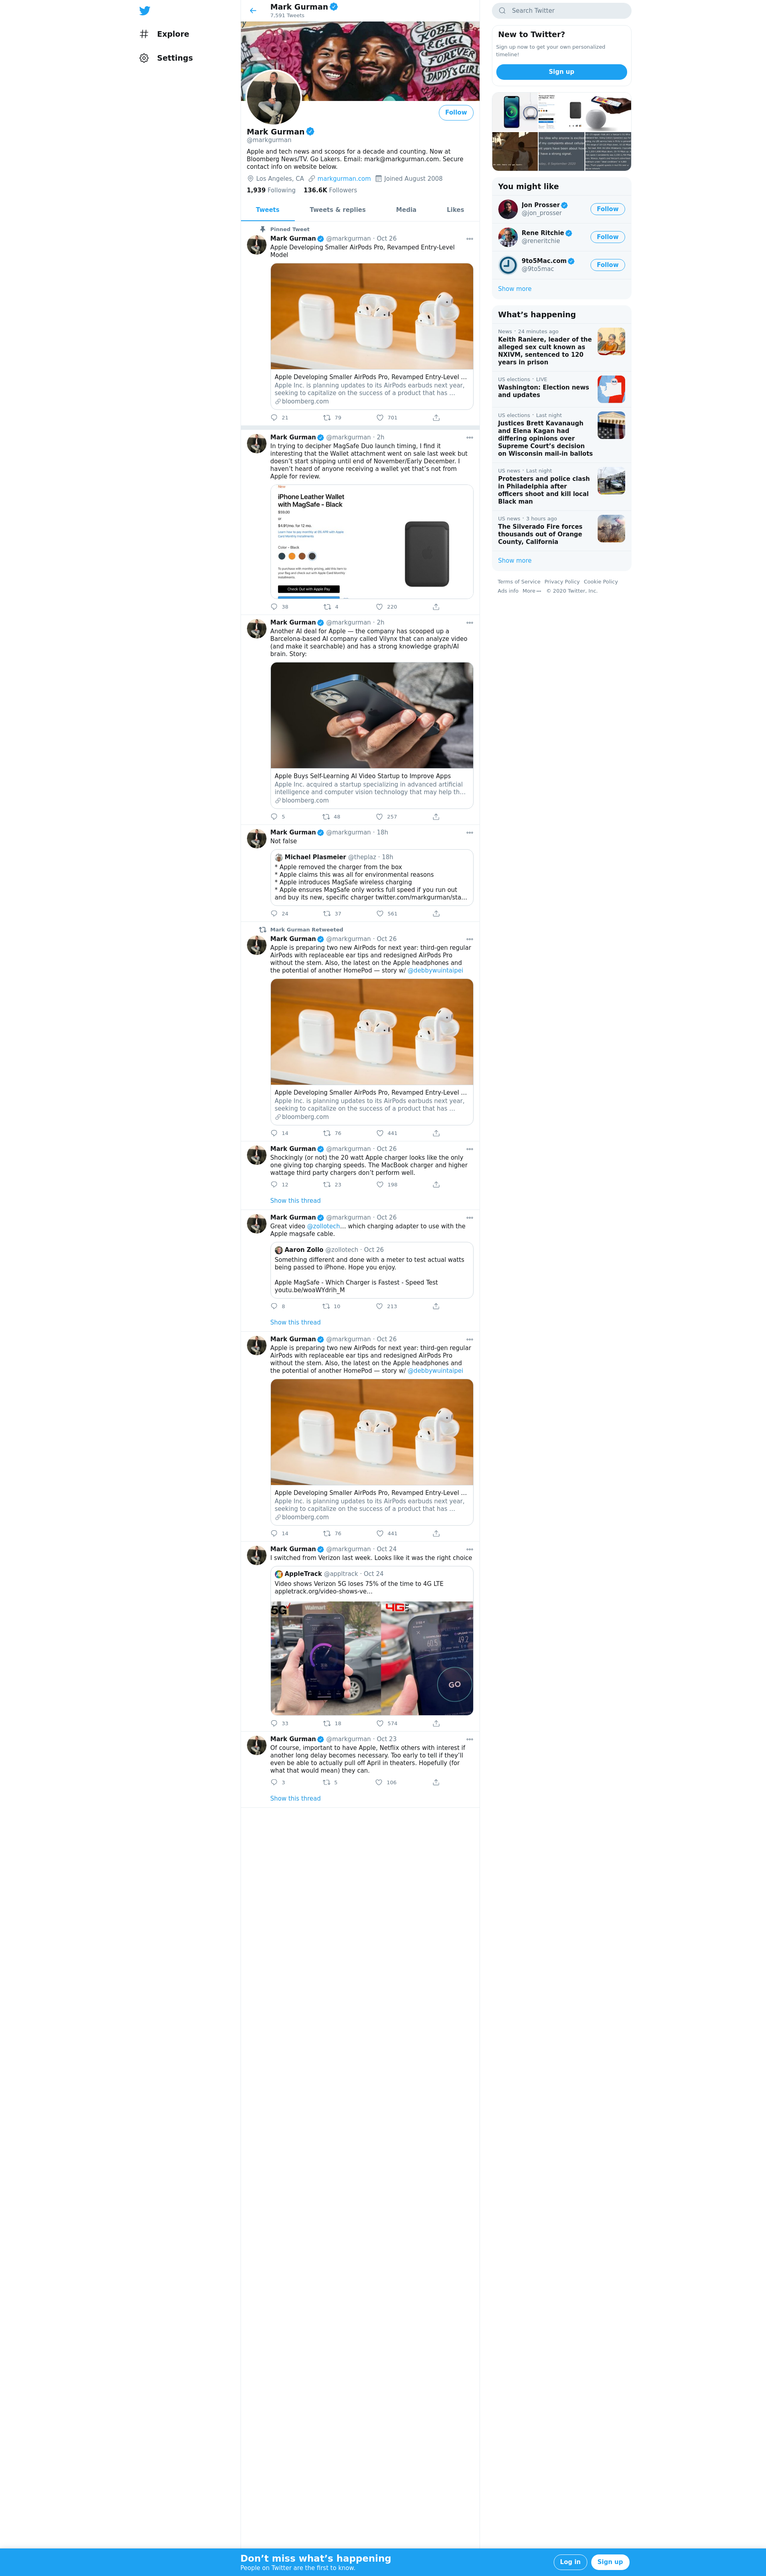 Explore
Settings
Mark Gurman
7,591 Tweets
KOBE
& GIGI
FOREVER
DADDY'S GIRL
Follow
Mark Gurman
@markgurman
Apple and tech news and scoops for a decade and counting. Now at
Bloomberg News/TV. Go Lakers. Email: mark@markgurman.com. Secure
contact info on website below.
Los Angeles, CA markgurman.com Joined August 2008
1,939 Following 136.6K Followers
Tweets Tweets & replies Media Likes
Pinned Tweet
Mark Gurman @markgurman · Oct 26
Apple Developing Smaller AirPods Pro, Revamped Entry-Level
Model
Apple Developing Smaller AirPods Pro, Revamped Entry-Level ...
Apple Inc. is planning updates to its AirPods earbuds next year,
seeking to capitalize on the success of a product that has ...
bloomberg.com
21 79 701
Mark Gurman @markgurman · 2h
In trying to decipher MagSafe Duo launch timing, I find it
interesting that the Wallet attachment went on sale last week but
doesn't start shipping until end of November/Early December. I
haven't heard of anyone receiving a wallet yet that's not from
Apple for review.
New
iPhone Leather Wallet
with MagSafe - Black
$59.00
or
Color - Black
Check Out with Apple Pay
38 4 220
Mark Gurman @markgurman · 2h
Another AI deal for Apple — the company has scooped up a
Barcelona-based AI company called Vilynx that can analyze video
(and make it searchable) and has a strong knowledge graph/AI
brain. Story:
Apple Buys Self-Learning AI Video Startup to Improve Apps
Apple Inc. acquired a startup specializing in advanced artificial
intelligence and computer vision technology that may help th...
bloomberg.com
5 48 257
Mark Gurman @markgurman · 18h
Not false
Michael Plasmeier @theplaz · 18h
* Apple removed the charger from the box
* Apple claims this was all for environmental reasons
* Apple introduces MagSafe wireless charging
* Apple ensures MagSafe only works full speed if you run out
and buy its new, specific charger twitter.com/markgurman/sta...
24 37 561
Mark Gurman Retweeted
Mark Gurman @markgurman · Oct 26
Apple is preparing two new AirPods for next year: third-gen regular
AirPods with replaceable ear tips and redesigned AirPods Pro
without the stem. Also, the latest on the Apple headphones and
the potential of another HomePod — story w/ @debbywuintaipei
Apple Developing Smaller AirPods Pro, Revamped Entry-Level ...
Apple Inc. is planning updates to its AirPods earbuds next year,
seeking to capitalize on the success of a product that has ...
bloomberg.com
14 76 441
Mark Gurman @markgurman · Oct 26
Shockingly (or not) the 20 watt Apple charger looks like the only
one giving top charging speeds. The MacBook charger and higher
wattage third party chargers don't perform well.
12 23 198
Show this thread
Mark Gurman @markgurman · Oct 26
Great video @zollotech... which charging adapter to use with the
Apple magsafe cable.
Aaron Zollo @zollotech · Oct 26
Something different and done with a meter to test actual watts
being passed to iPhone. Hope you enjoy.
Apple MagSafe - Which Charger is Fastest - Speed Test
youtu.be/woaWYdrih_M
8 10 213
Show this thread
Mark Gurman @markgurman · Oct 26
Apple is preparing two new AirPods for next year: third-gen regular
AirPods with replaceable ear tips and redesigned AirPods Pro
without the stem. Also, the latest on the Apple headphones and
the potential of another HomePod — story w/ @debbywuintaipei
Apple Developing Smaller AirPods Pro, Revamped Entry-Level ...
Apple Inc. is planning updates to its AirPods earbuds next year,
seeking to capitalize on the success of a product that has ...
bloomberg.com
14 76 441
Mark Gurman @markgurman · Oct 24
I switched from Verizon last week. Looks like it was the right choice
AppleTrack @appltrack · Oct 24
Video shows Verizon 5G loses 75% of the time to 4G LTE
appletrack.org/video-shows-ve...
5G Walmart 4G
GO
33 18 574
Mark Gurman @markgurman · Oct 23
Of course, important to have Apple, Netflix others with interest if
another long delay becomes necessary. Too early to tell if they'll
even be able to actually pull off April in theaters. Hopefully (for
what that would mean) they can.
3 5 106
Show this thread
Search Twitter
New to Twitter?
Sign up now to get your own personalized
timeline!
Sign up
You might like
Jon Prosser
@jon_prosser
Follow
Rene Ritchie
@reneritchie
Follow
9to5Mac.com
@9to5mac
Follow
Show more
What's happening
News · 24 minutes ago
Keith Raniere, leader of the
alleged sex cult known as
NXIVM, sentenced to 120
years in prison
US elections · LIVE
Washington: Election news
and updates
US elections · Last night
Justices Brett Kavanaugh
and Elena Kagan had
differing opinions over
Supreme Court's decision
on Wisconsin mail-in ballots
US news · Last night
Protesters and police clash
in Philadelphia after
officers shoot and kill local
Black man
US news · 3 hours ago
The Silverado Fire forces
thousands out of Orange
County, California
Show more
Terms of Service Privacy Policy Cookie Policy
Ads info More © 2020 Twitter, Inc.
Don't miss what's happening
People on Twitter are the first to know.
Log in Sign up